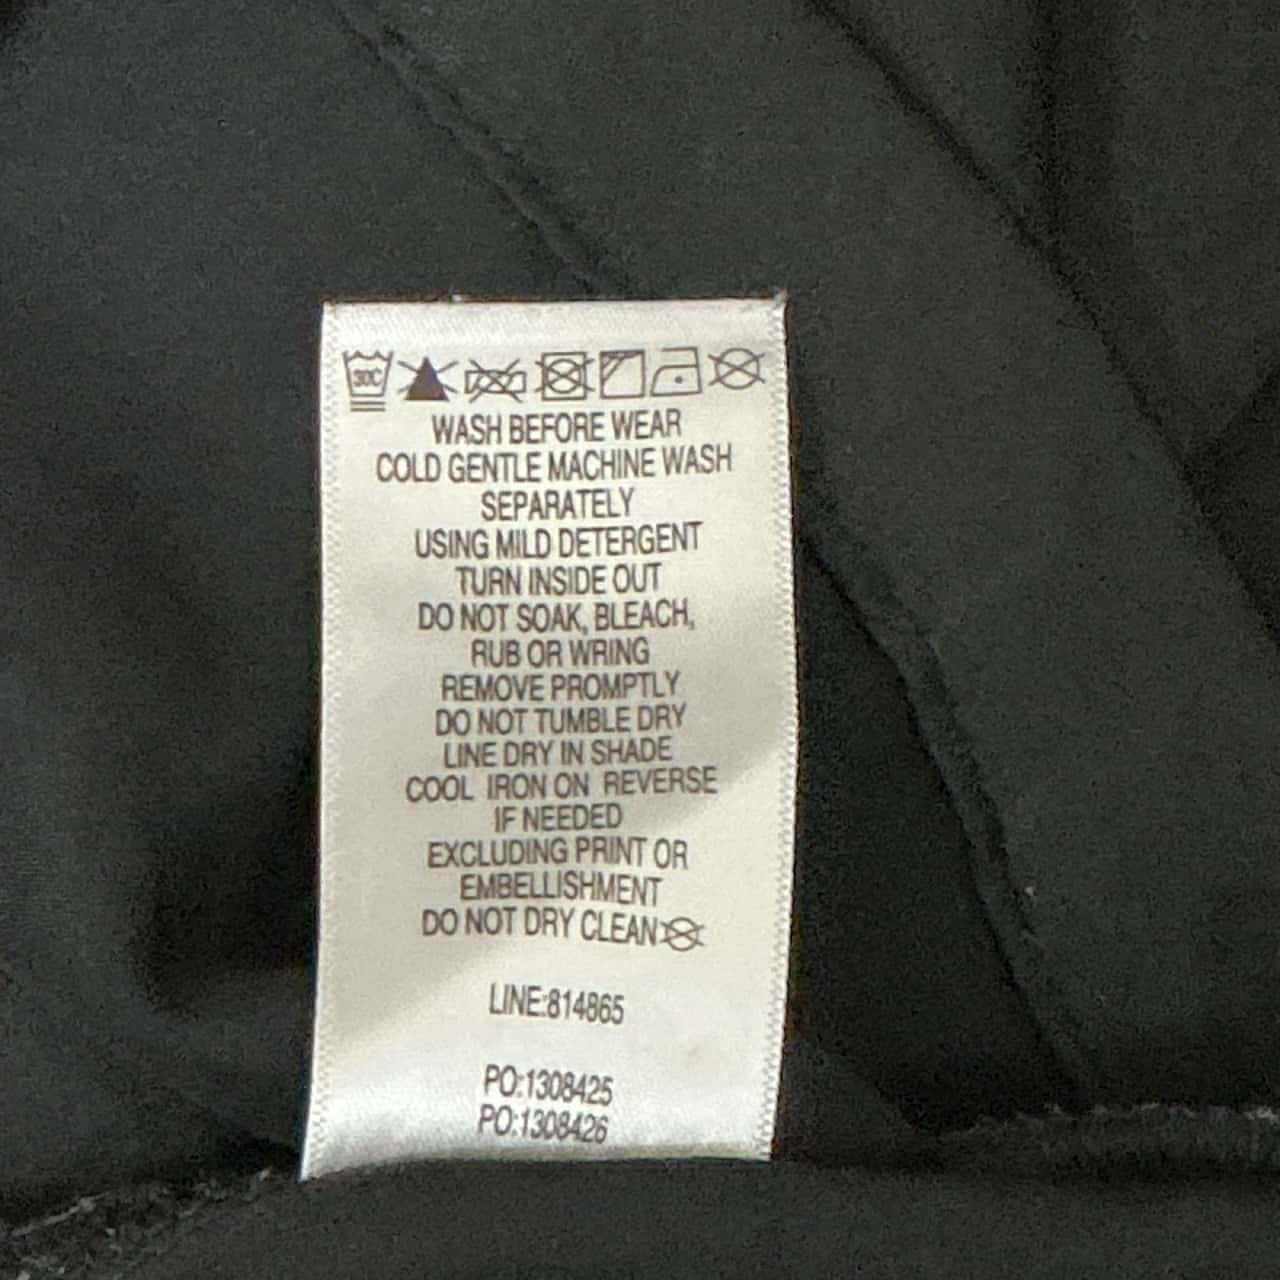 30C
WASH BEFORE WEAR
COLD GENTLE MACHINE WASH
SEPARATELY
USING MILD DETERGENT
TURN INSIDE OUT
DO NOT SOAK, BLEACH,
RUB OR WRING
REMOVE PROMPTLY
DO NOT TUMBLE DRY
LINE DRY IN SHADE
COOL IRON ON REVERSE
IF NEEDED
EXCLUDING PRINT OR
EMBELLISHMENT
DO NOT DRY CLEAN
LINE:814865
PO:1308425
PO:1308426